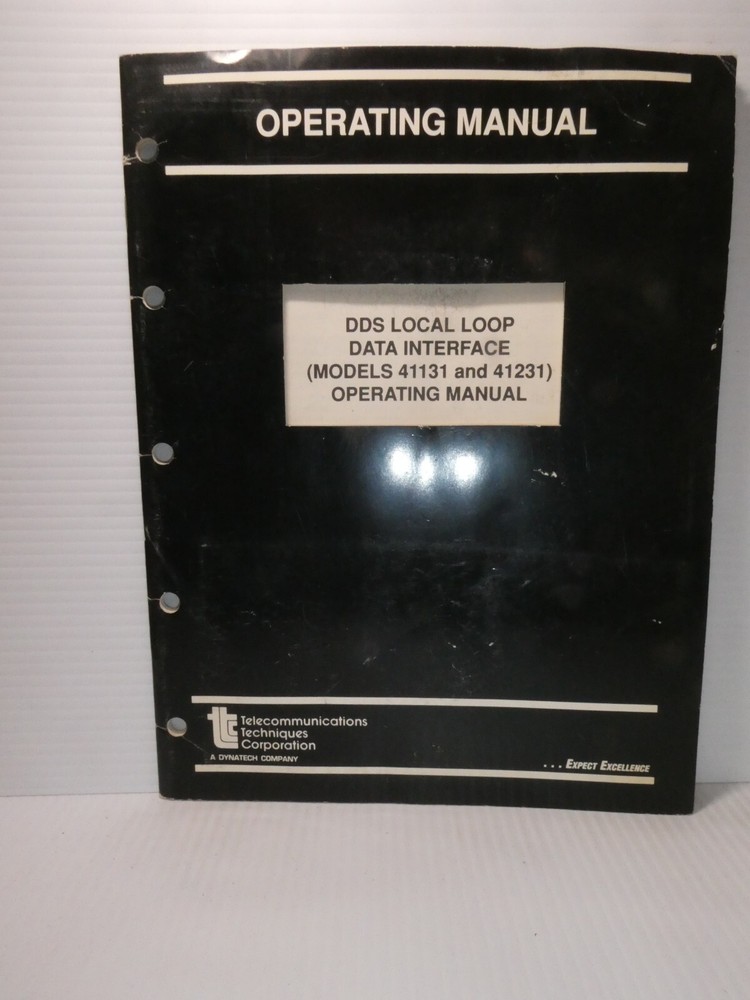 OPERATING MANUAL
DDS LOCAL LOOP
DATA INTERFACE
(MODELS 41131 and 41231)
OPERATING MANUAL
ttc
Telecommunications
Techniques
Corporation
A DYNATECH COMPANY
. . . EXPECT EXCELLENCE